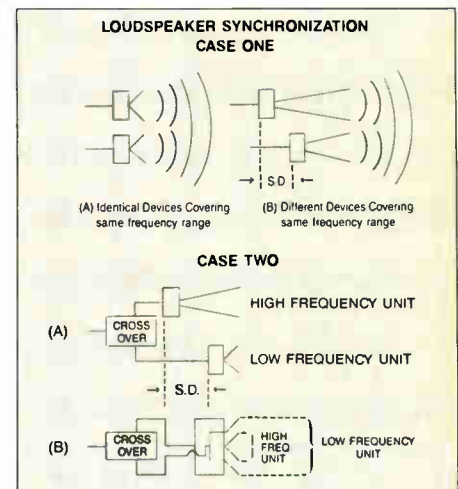 LOUDSPEAKER SYNCHRONIZATION
CASE ONE
S.D.
(A) Identical Devices Covering
same frequency range
(B) Different Devices Covering
same frequency range
CASE TWO
(A)
CROSS
OVER
HIGH FREQUENCY UNIT
LOW FREQUENCY UNIT
S.D.
(B)
CROSS
OVER
HIGH
FREQ
UNIT
LOW FREQUENCY
UNIT